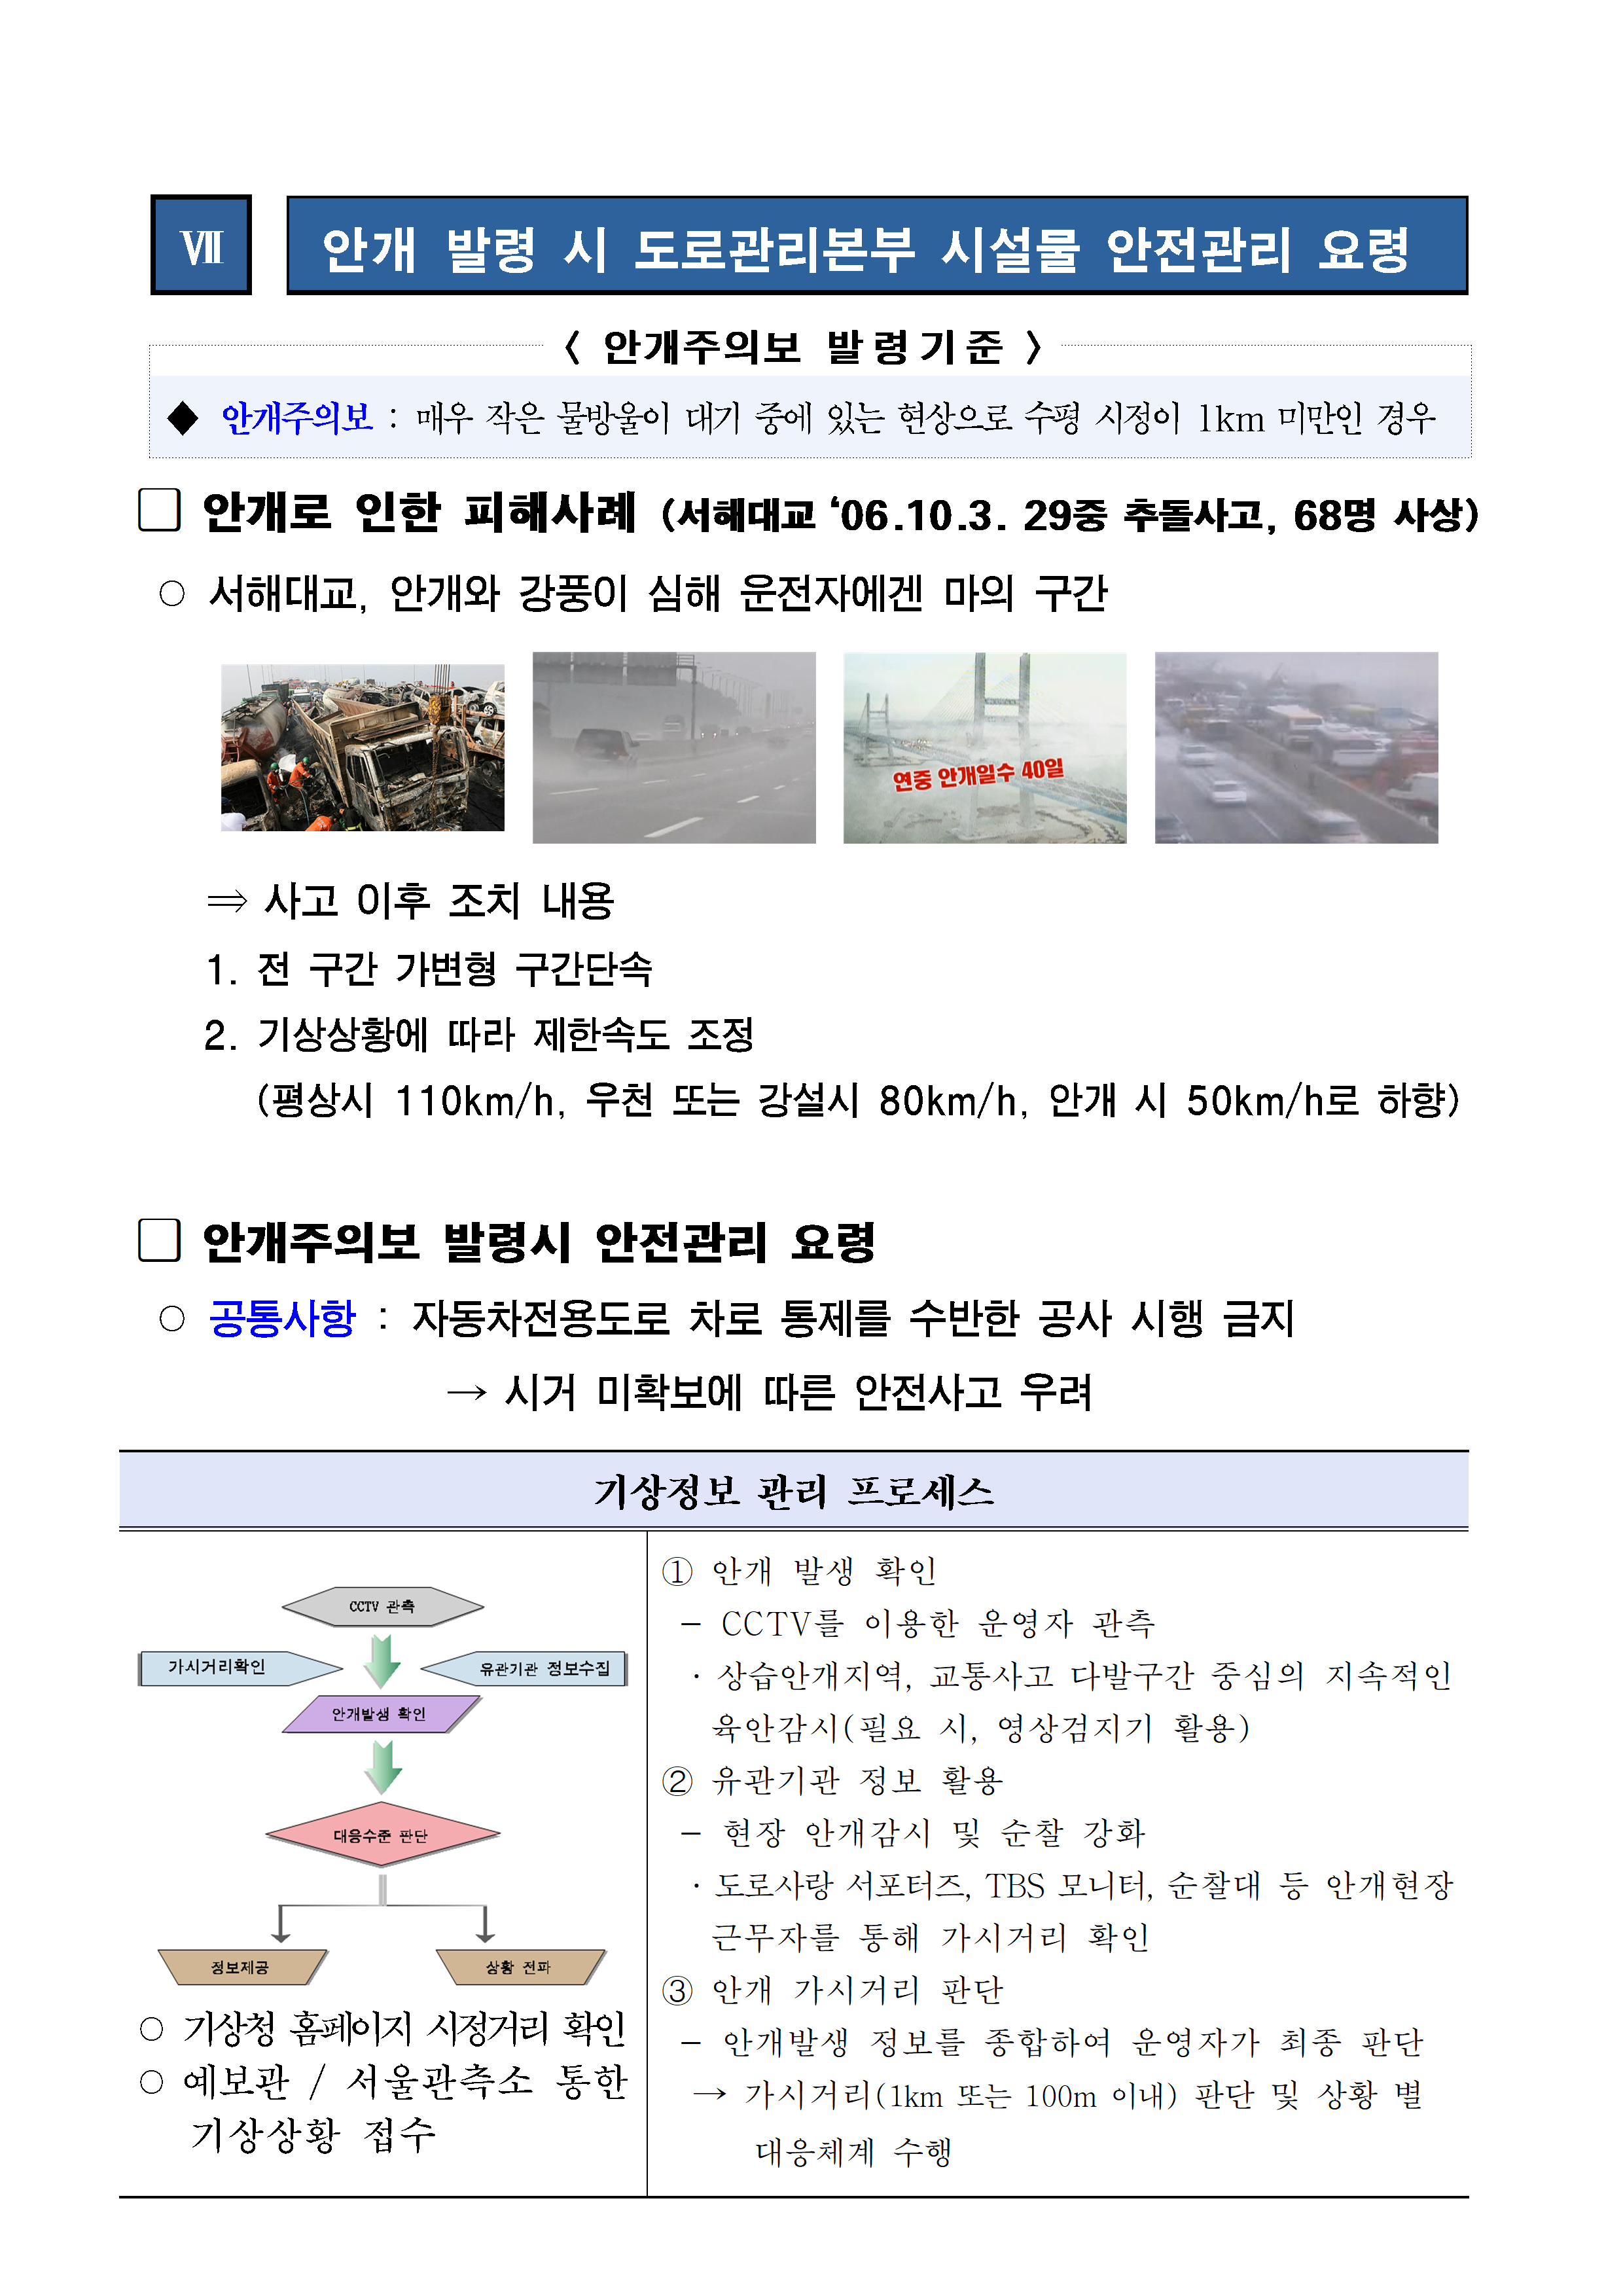 Ⅶ
안개 발령 시 도로관리본부 시설물 안전관리 요령
< 안개주의보 발령기준 >
◆ 안개주의보 : 매우 작은 물방울이 대기 중에 있는 현상으로 수평 시정이 1km 미만인 경우
□ 안개로 인한 피해사례 (서해대교 ‘06.10.3. 29중 추돌사고, 68명 사상)
○ 서해대교, 안개와 강풍이 심해 운전자에겐 마의 구간
연중 안개일수 40일
⇒ 사고 이후 조치 내용
1. 전 구간 가변형 구간단속
2. 기상상황에 따라 제한속도 조정
(평상시 110km/h, 우천 또는 강설시 80km/h, 안개 시 50km/h로 하향)
□ 안개주의보 발령시 안전관리 요령
○ 공통사항 : 자동차전용도로 차로 통제를 수반한 공사 시행 금지
→ 시거 미확보에 따른 안전사고 우려
기상정보 관리 프로세스
CCTV 관측
가시거리확인
유관기관 정보수집
안개발생 확인
대응수준 판단
정보제공
상황 전파
○ 기상청 홈페이지 시정거리 확인
○ 예보관 / 서울관측소 통한
기상상황 접수
① 안개 발생 확인
－ CCTV를 이용한 운영자 관측
· 상습안개지역, 교통사고 다발구간 중심의 지속적인
육안감시(필요 시, 영상검지기 활용)
② 유관기관 정보 활용
－ 현장 안개감시 및 순찰 강화
· 도로사랑 서포터즈, TBS 모니터, 순찰대 등 안개현장
근무자를 통해 가시거리 확인
③ 안개 가시거리 판단
－ 안개발생 정보를 종합하여 운영자가 최종 판단
→ 가시거리(1km 또는 100m 이내) 판단 및 상황 별
대응체계 수행